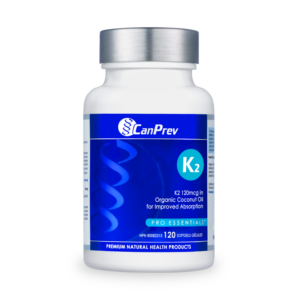 CanPrev
K2
K2 120mcg in
Organic Coconut Oil
for Improved Absorption
PRO ESSENTIALS
120 SOFTGELS/GÉLULES
PREMIUM NATURAL HEALTH PRODUCTS